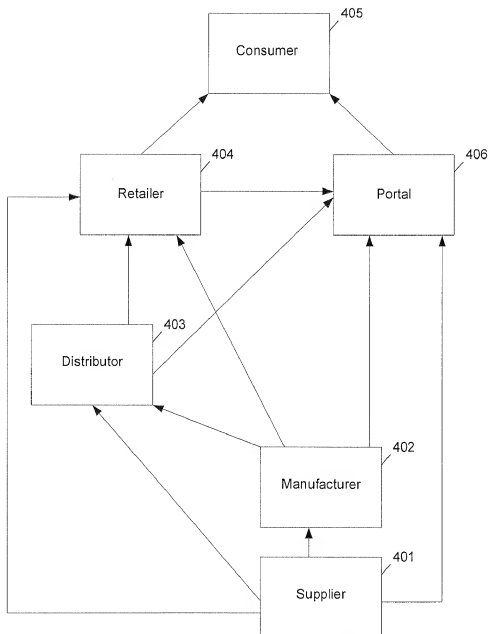 405
Consumer
404
406
Retailer
Portal
403
Distributor
402
Manufacturer
401
Supplier